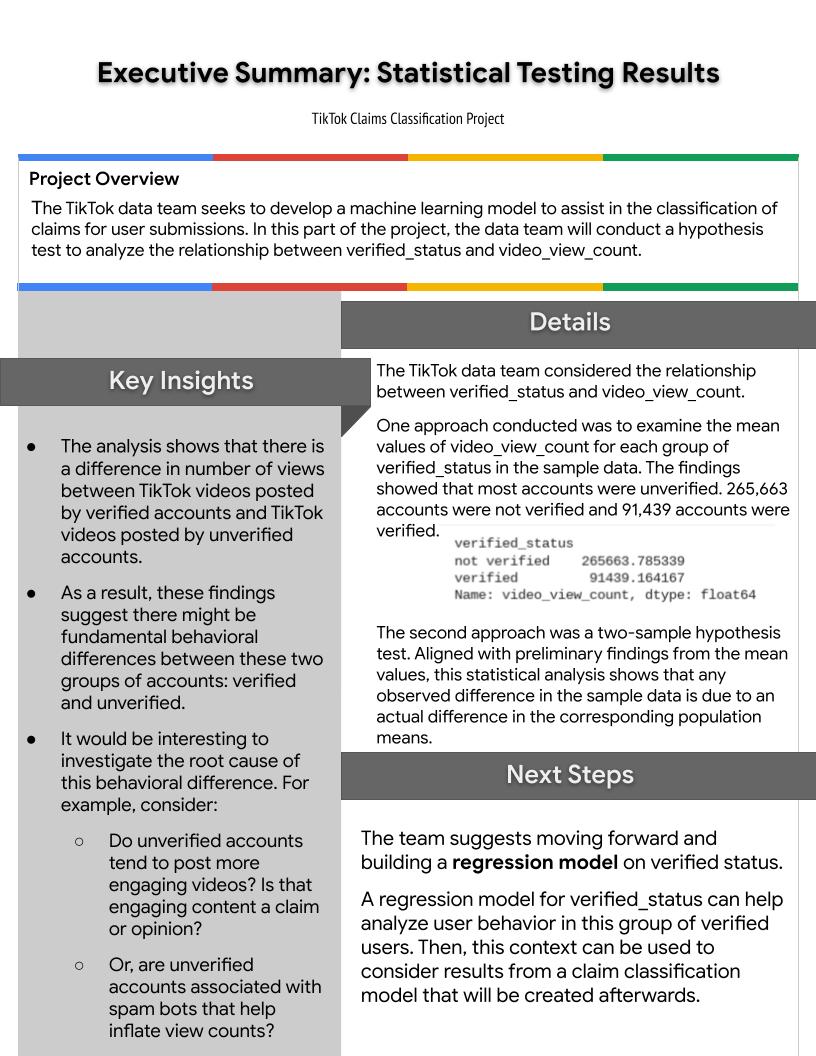 Executive Summary: Statistical Testing Results
TikTok Claims Classification Project
Project Overview
The TikTok data team seeks to develop a machine learning model to assist in the classification of
claims for user submissions. In this part of the project, the data team will conduct a hypothesis
test to analyze the relationship between verified_status and video_view_count.
Key Insights
● The analysis shows that there is
a difference in number of views
between TikTok videos posted
by verified accounts and TikTok
videos posted by unverified
accounts.
● As a result, these findings
suggest there might be
fundamental behavioral
differences between these two
groups of accounts: verified
and unverified.
● It would be interesting to
investigate the root cause of
this behavioral difference. For
example, consider:
○ Do unverified accounts
tend to post more
engaging videos? Is that
engaging content a claim
or opinion?
○ Or, are unverified
accounts associated with
spam bots that help
inflate view counts?
Details
The TikTok data team considered the relationship
between verified_status and video_view_count.
One approach conducted was to examine the mean
values of video_view_count for each group of
verified_status in the sample data. The findings
showed that most accounts were unverified. 265,663
accounts were not verified and 91,439 accounts were
verified.
verified_status
not verified    265663.785339
verified         91439.164167
Name: video_view_count, dtype: float64
The second approach was a two-sample hypothesis
test. Aligned with preliminary findings from the mean
values, this statistical analysis shows that any
observed difference in the sample data is due to an
actual difference in the corresponding population
means.
Next Steps
The team suggests moving forward and
building a regression model on verified status.
A regression model for verified_status can help
analyze user behavior in this group of verified
users. Then, this context can be used to
consider results from a claim classification
model that will be created afterwards.